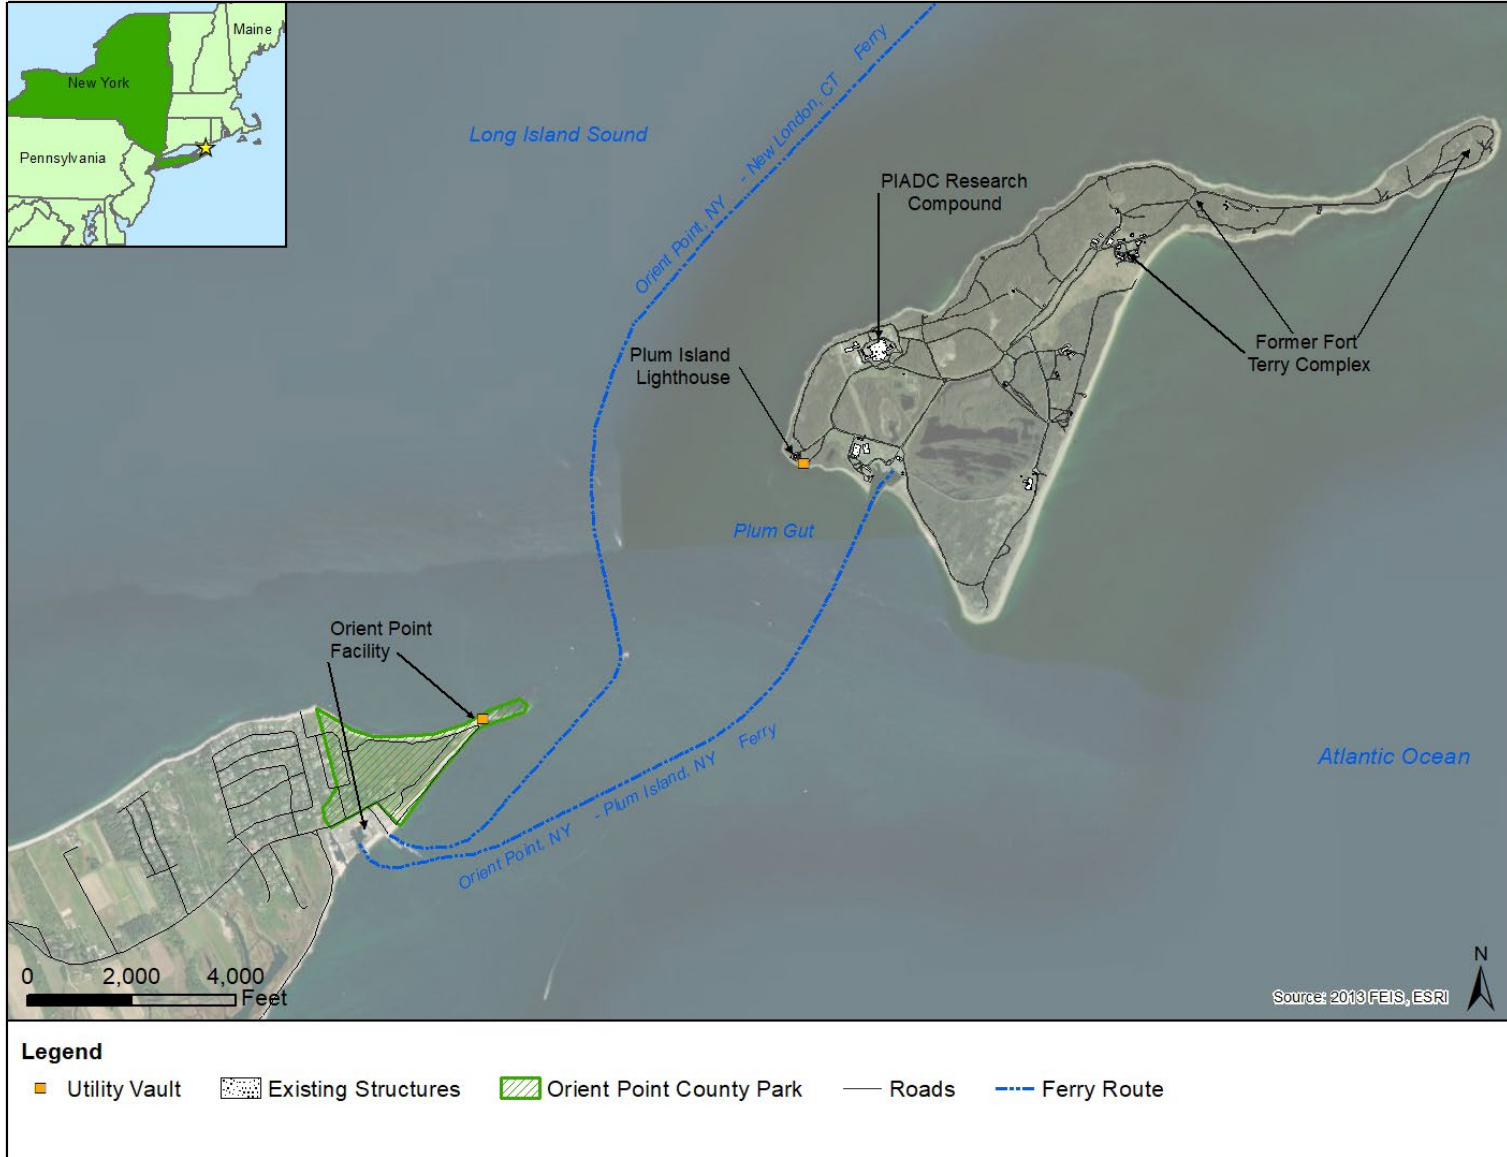 Maine
New York
Pennsylvania
Long Island Sound
Orient Point, NY - New London, CT Ferry
PIADC Research
Compound
Plum Island
Lighthouse
Former Fort
Terry Complex
Plum Gut
Orient Point
Facility
Orient Point, NY - Plum Island, NY Ferry
Atlantic Ocean
0 2,000 4,000
Feet
N
Source: 2013 FEIS, ESRI
Legend
Utility Vault
Existing Structures
Orient Point County Park
Roads
Ferry Route